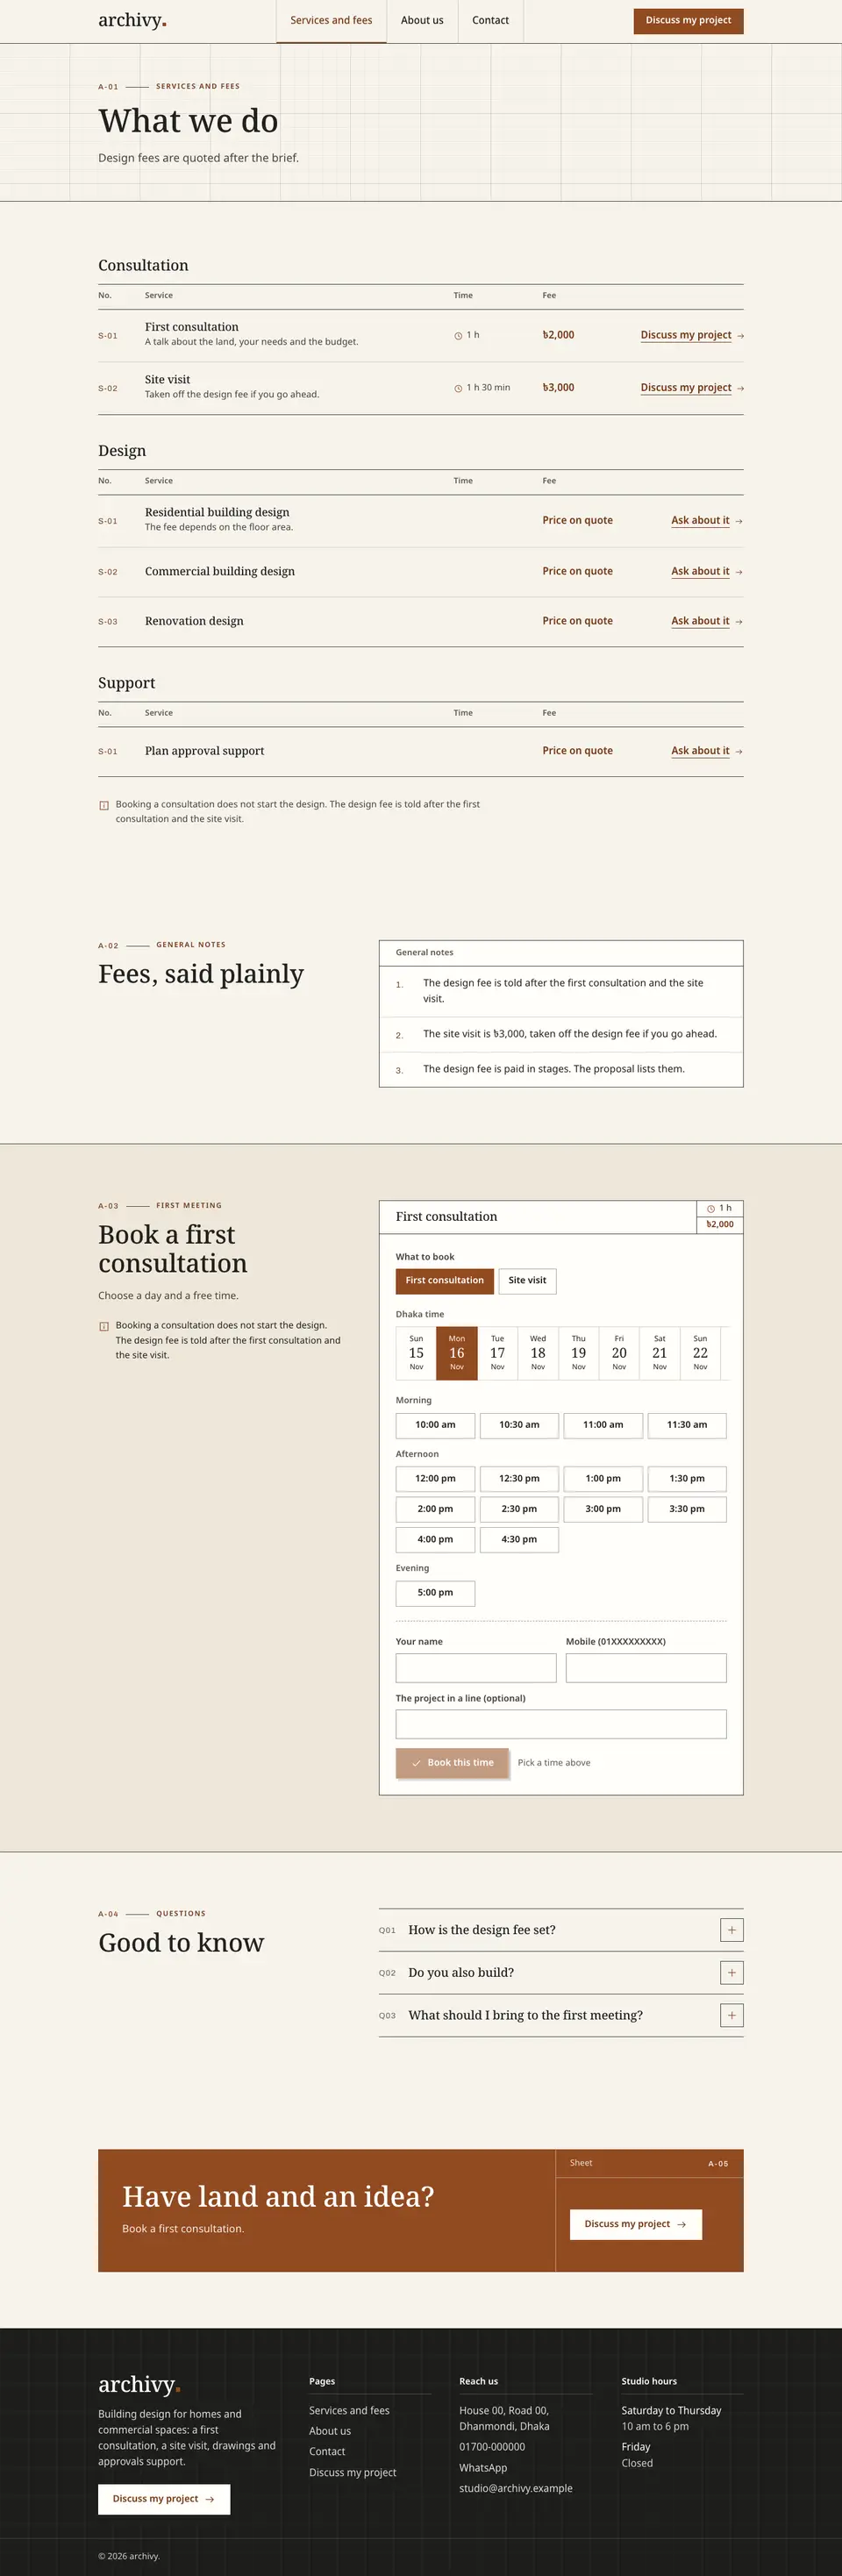 archivy.
Services and fees
About us
Contact
Discuss my project
A-01 SERVICES AND FEES
What we do
Design fees are quoted after the brief.
Consultation
No. Service Time Fee
S-01 First consultation 1 h ৳2,000 Discuss my project →
A talk about the land, your needs and the budget.
S-02 Site visit 1 h 30 min ৳3,000 Discuss my project →
Taken off the design fee if you go ahead.
Design
No. Service Time Fee
S-01 Residential building design Price on quote Ask about it →
The fee depends on the floor area.
S-02 Commercial building design Price on quote Ask about it →
S-03 Renovation design Price on quote Ask about it →
Support
No. Service Time Fee
S-01 Plan approval support Price on quote Ask about it →
Booking a consultation does not start the design. The design fee is told after the first
consultation and the site visit.
A-02 GENERAL NOTES
Fees, said plainly
General notes
1. The design fee is told after the first consultation and the site
visit.
2. The site visit is ৳3,000, taken off the design fee if you go ahead.
3. The design fee is paid in stages. The proposal lists them.
A-03 FIRST MEETING
Book a first
consultation
Choose a day and a free time.
Booking a consultation does not start the design.
The design fee is told after the first consultation and
the site visit.
First consultation
1 h
৳2,000
What to book
First consultation Site visit
Dhaka time
Sun Mon Tue Wed Thu Fri Sat Sun
15 16 17 18 19 20 21 22
Nov Nov Nov Nov Nov Nov Nov Nov
Morning
10:00 am 10:30 am 11:00 am 11:30 am
Afternoon
12:00 pm 12:30 pm 1:00 pm 1:30 pm
2:00 pm 2:30 pm 3:00 pm 3:30 pm
4:00 pm 4:30 pm
Evening
5:00 pm
Your name Mobile (01XXXXXXXXX)
The project in a line (optional)
Book this time Pick a time above
A-04 QUESTIONS
Good to know
Q01 How is the design fee set? +
Q02 Do you also build? +
Q03 What should I bring to the first meeting? +
Have land and an idea?
Book a first consultation.
Sheet A-05
Discuss my project →
archivy.
Building design for homes and
commercial spaces: a first
consultation, a site visit, drawings and
approvals support.
Discuss my project →
Pages
Services and fees
About us
Contact
Discuss my project
Reach us
House 00, Road 00,
Dhanmondi, Dhaka
01700-000000
WhatsApp
studio@archivy.example
Studio hours
Saturday to Thursday
10 am to 6 pm
Friday
Closed
© 2026 archivy.